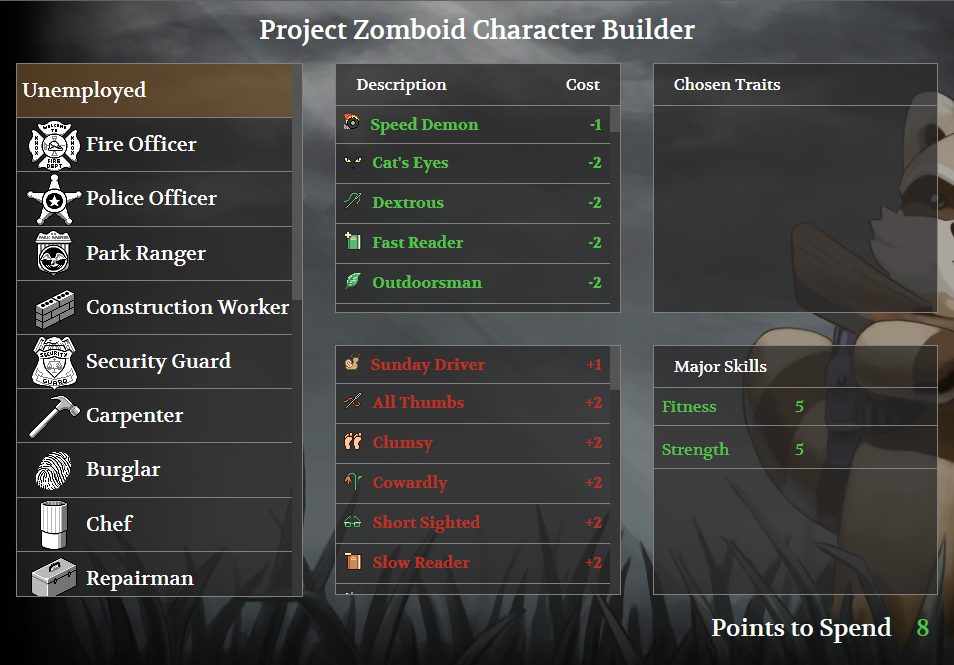 Project Zomboid Character Builder
Unemployed
Fire Officer
Police Officer
Park Ranger
Construction Worker
Security Guard
Carpenter
Burglar
Chef
Repairman
Description Cost
Speed Demon -1
Cat's Eyes -2
Dextrous -2
Fast Reader -2
Outdoorsman -2
Sunday Driver +1
All Thumbs +2
Clumsy +2
Cowardly +2
Short Sighted +2
Slow Reader +2
Chosen Traits
Major Skills
Fitness 5
Strength 5
Points to Spend 8